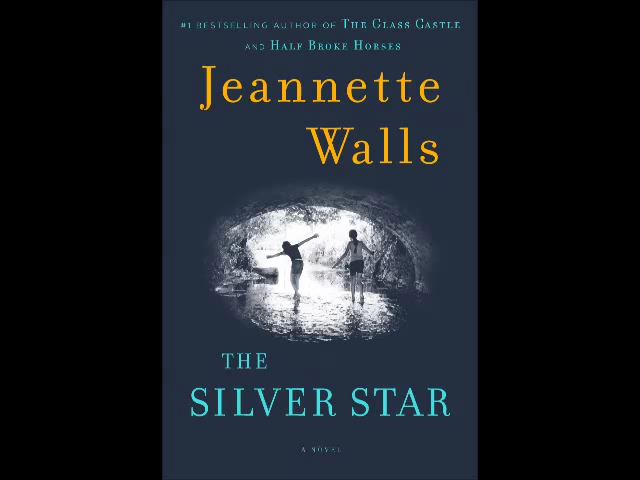 #1 BESTSELLING AUTHOR OF THE GLASS CASTLE
AND HALF BROKE HORSES
Jeannette
Walls
THE
SILVER STAR
A NOVEL